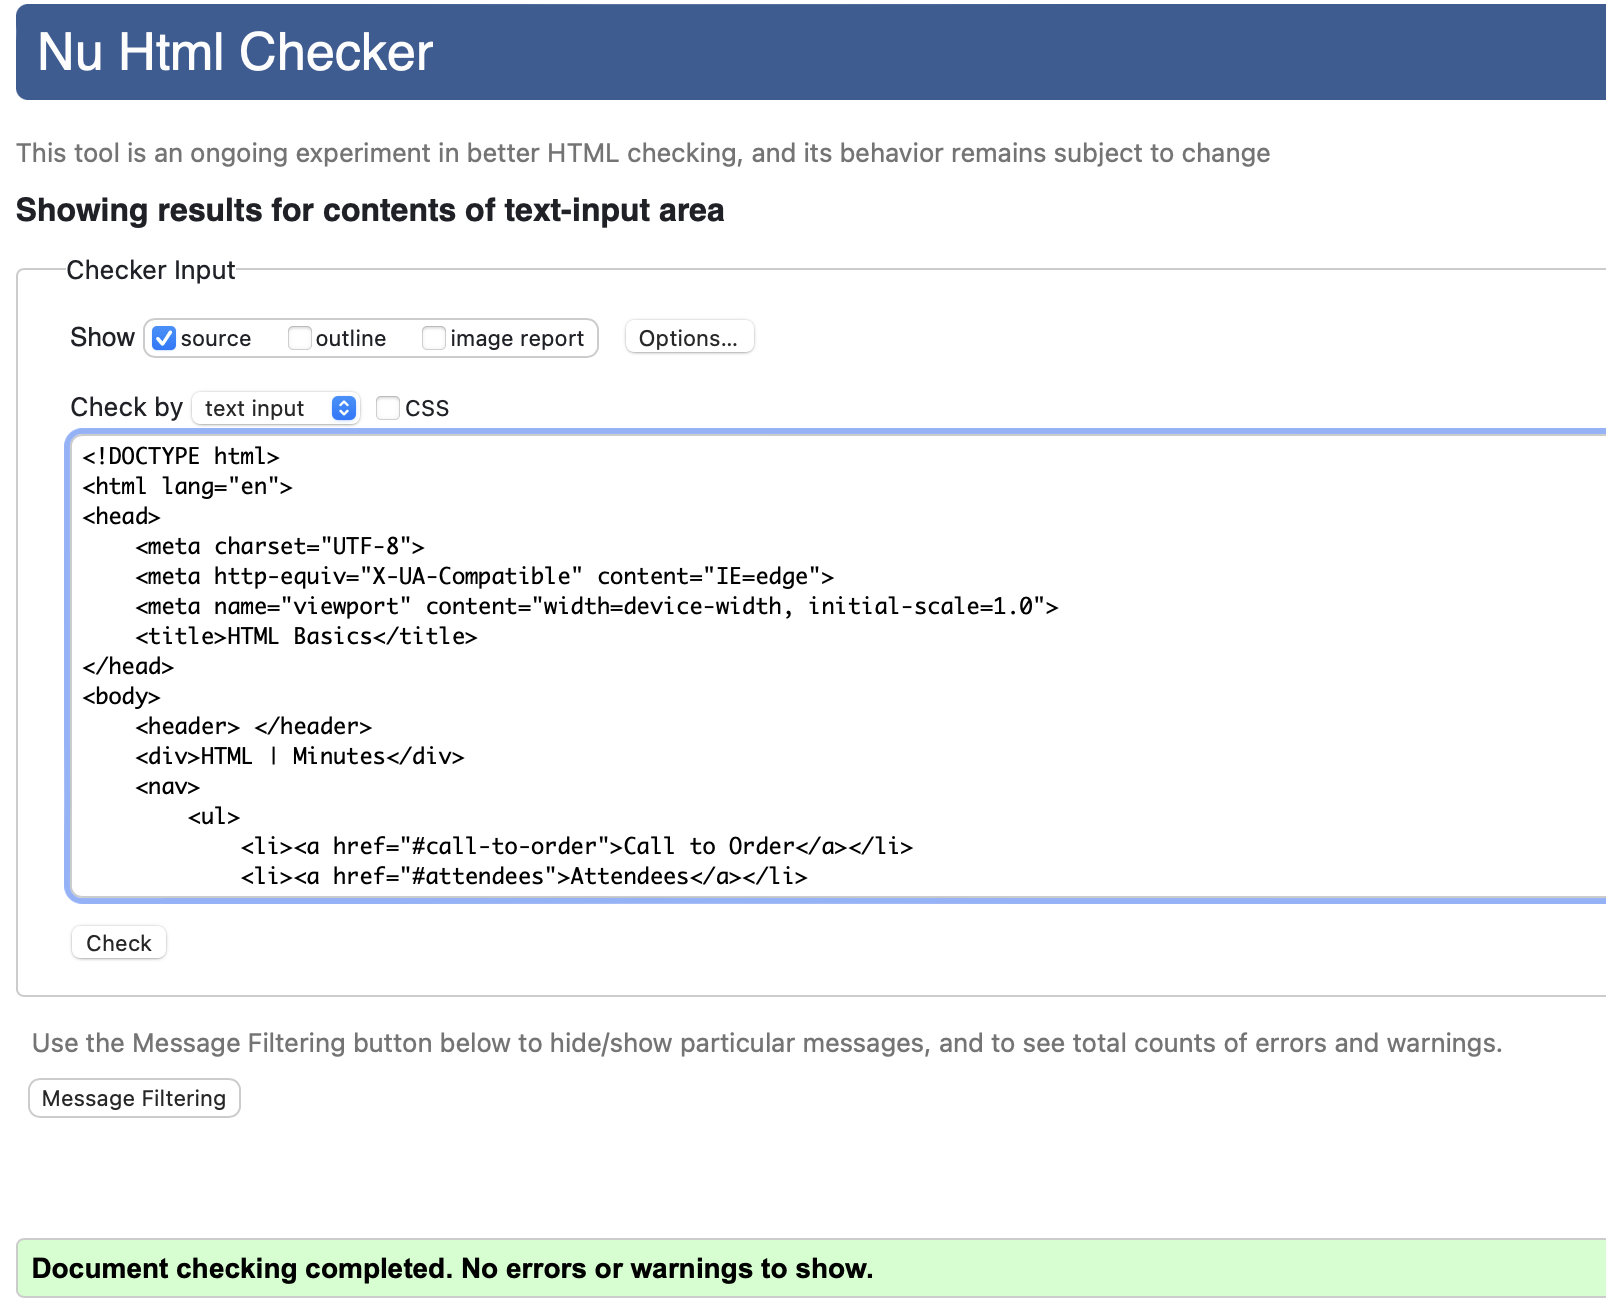 Nu Html Checker
This tool is an ongoing experiment in better HTML checking, and its behavior remains subject to change
Showing results for contents of text-input area
Checker Input
Show source outline image report Options...
Check by text input CSS
<!DOCTYPE html>
<html lang="en">
<head>
    <meta charset="UTF-8">
    <meta http-equiv="X-UA-Compatible" content="IE=edge">
    <meta name="viewport" content="width=device-width, initial-scale=1.0">
    <title>HTML Basics</title>
</head>
<body>
    <header> </header>
    <div>HTML | Minutes</div>
    <nav>
        <ul>
            <li><a href="#call-to-order">Call to Order</a></li>
            <li><a href="#attendees">Attendees</a></li>
Check
Use the Message Filtering button below to hide/show particular messages, and to see total counts of errors and warnings.
Message Filtering
Document checking completed. No errors or warnings to show.